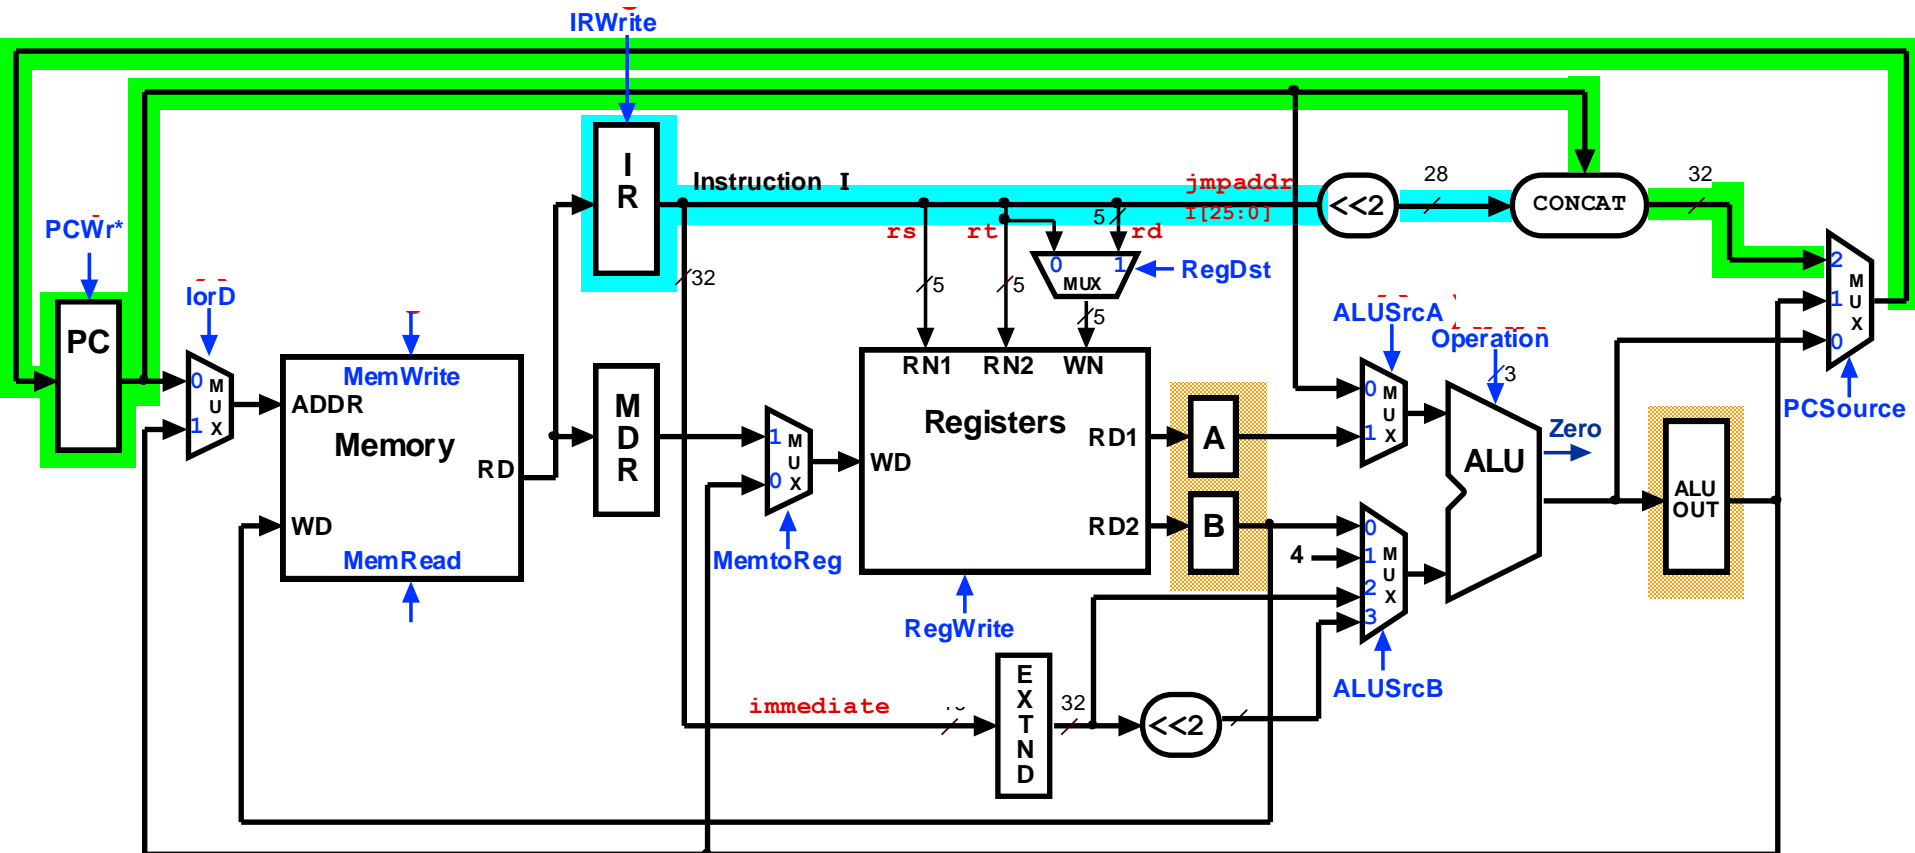 IRWrite
I
R
Instruction I
jmpaddr
I[25:0]
28
32
<<2
CONCAT
rs
rt
5
rd
PCWr*
IorD
PC
32
5
5
0
1
MUX
RegDst
5
2
1
0
M
U
X
PCSource
ALUSrcA
Operation
3
0
1
M
U
X
MemWrite
ADDR
Memory
RD
WD
MemRead
M
D
R
1
0
M
U
X
MemtoReg
RN1
RN2
WN
Registers
RD1
WD
RD2
RegWrite
A
B
0
1
M
U
X
4
0
1
2
3
M
U
X
ALUSrcB
ALU
Zero
ALU
OUT
immediate
E
X
T
N
D
32
<<2